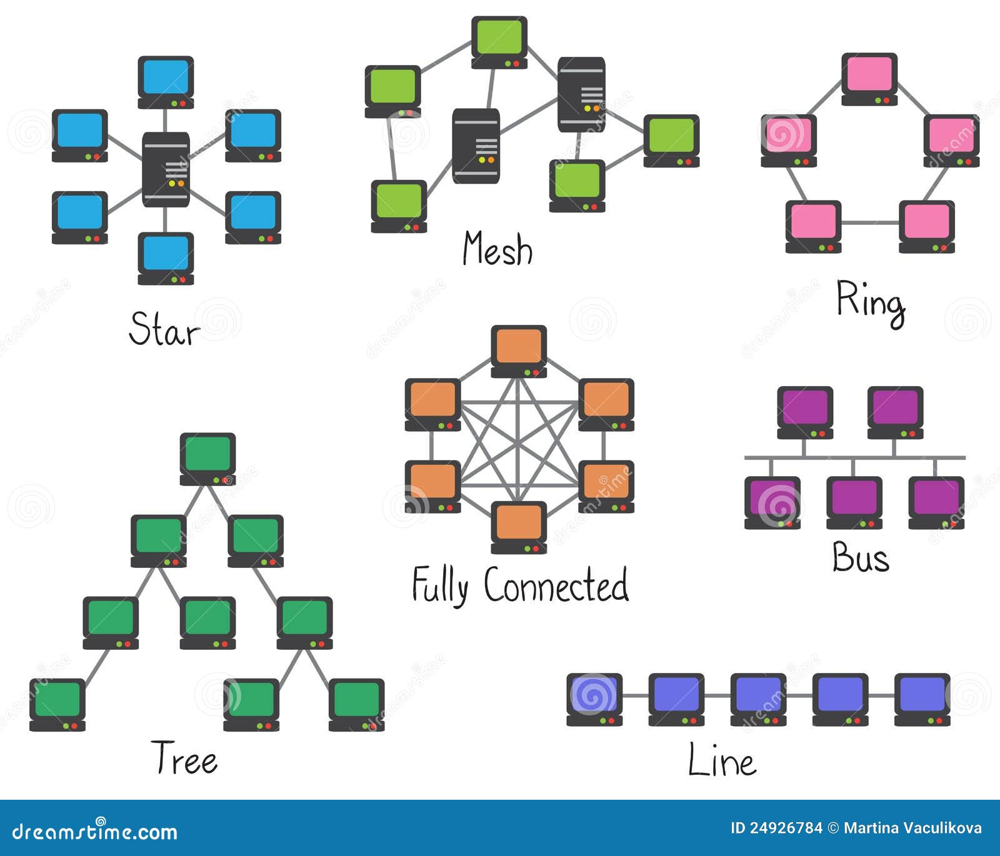 Mesh
Ring
Star
Bus
Fully Connected
Tree
Line
dreamstime.com
ID 24926784 © Martina Vaculikova